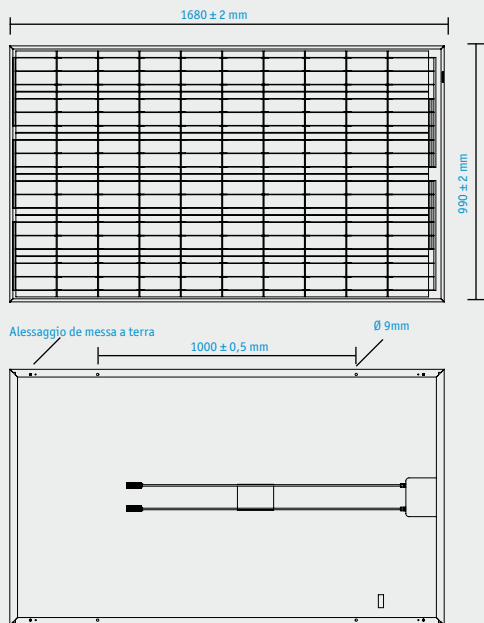 1680 ± 2 mm
990 ± 2 mm
Alessaggio de messa a terra
1000 ± 0,5 mm
Ø 9mm